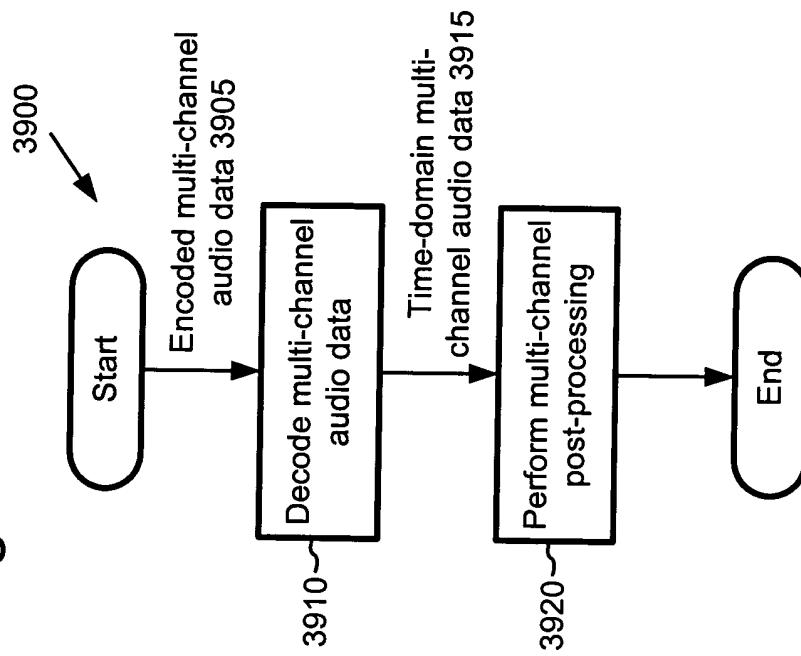 3900
Start
Encoded multi-channel
audio data 3905
Decode multi-channel
audio data
3910
Time-domain multi-
channel audio data 3915
Perform multi-channel
post-processing
3920
End